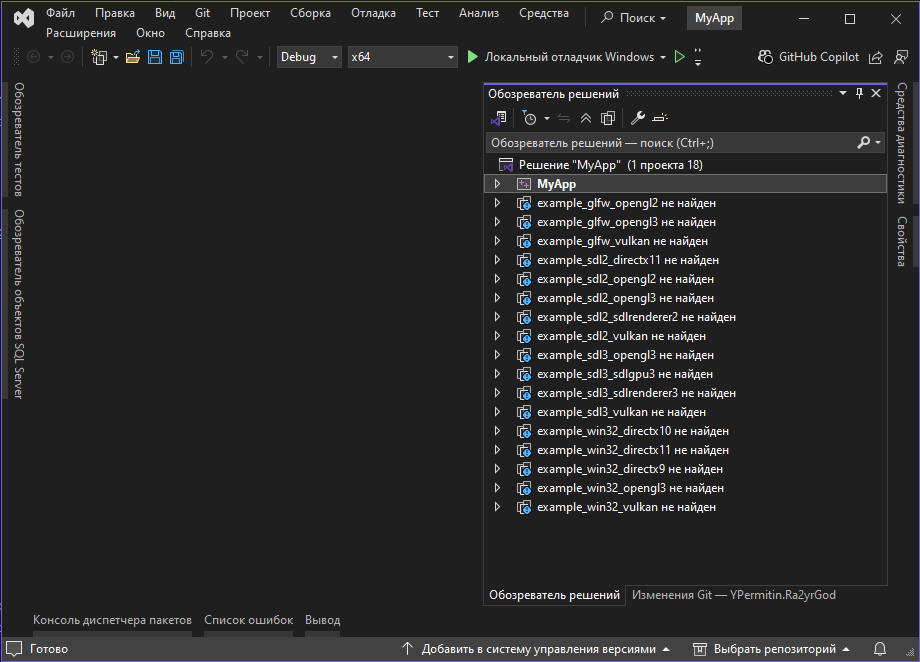 Файл Правка Вид Git Проект Сборка Отладка Тест Анализ Средства Поиск MyApp
Расширения Окно Справка
Debug x64 Локальный отладчик Windows GitHub Copilot
Обозреватель тестов
Обозреватель объектов SQL Server
Обозреватель решений
Обозреватель решений — поиск (Ctrl+;)
Решение "MyApp" (1 проекта 18)
MyApp
example_glfw_opengl2 не найден
example_glfw_opengl3 не найден
example_glfw_vulkan не найден
example_sdl2_directx11 не найден
example_sdl2_opengl2 не найден
example_sdl2_opengl3 не найден
example_sdl2_sdlrenderer2 не найден
example_sdl2_vulkan не найден
example_sdl3_opengl3 не найден
example_sdl3_sdlgpu3 не найден
example_sdl3_sdlrenderer3 не найден
example_sdl3_vulkan не найден
example_win32_directx10 не найден
example_win32_directx11 не найден
example_win32_directx9 не найден
example_win32_opengl3 не найден
example_win32_vulkan не найден
Обозреватель решений Изменения Git — YPermitin.Ra2yrGod
Средства диагностики
Свойства
Консоль диспетчера пакетов Список ошибок Вывод
Готово Добавить в систему управления версиями Выбрать репозиторий